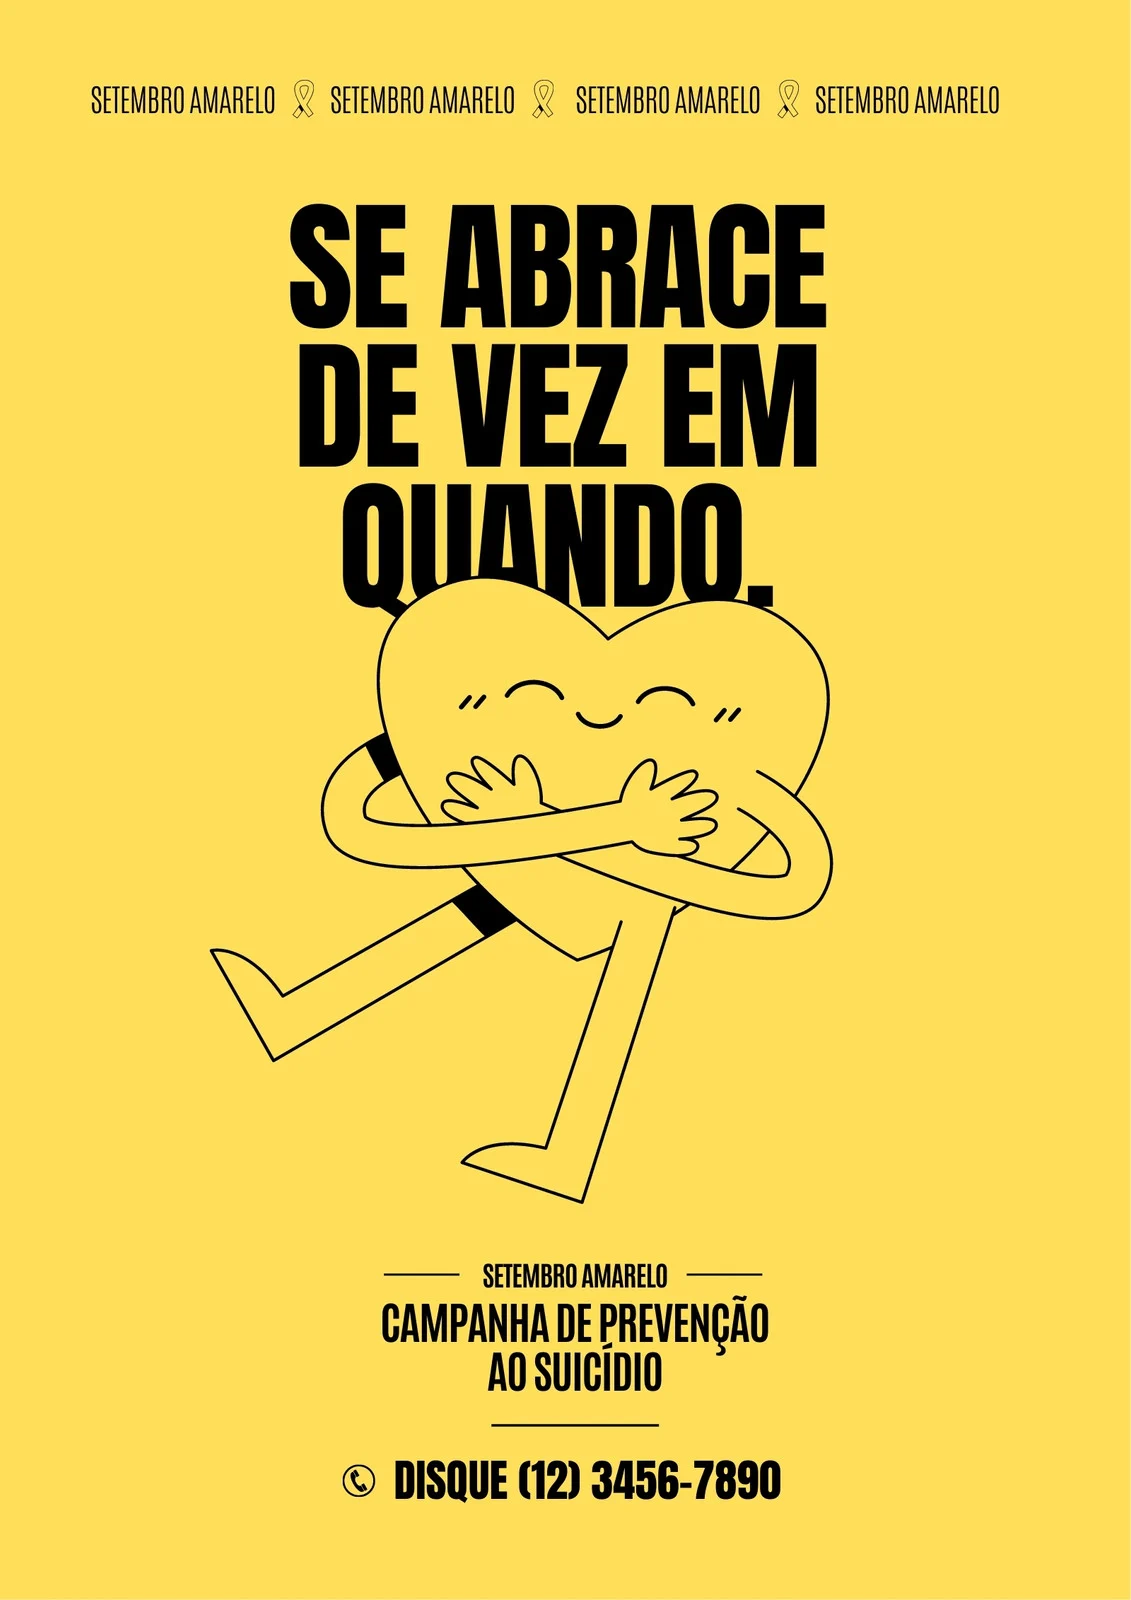 SETEMBRO AMARELO SETEMBRO AMARELO SETEMBRO AMARELO SETEMBRO AMARELO
SE ABRACE
DE VEZ EM
QUANDO.
SETEMBRO AMARELO
CAMPANHA DE PREVENÇÃO
AO SUICÍDIO
DISQUE (12) 3456-7890